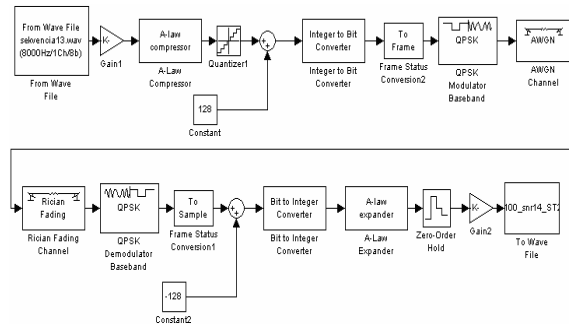 From Wave File
sekvencia13.wav
(8000Hz/1Ch/8b)
From Wave
File
K-
Gain1
A-law
compressor
A-Law
Compressor
Quantizer1
128
Constant
Integer to Bit
Converter
Integer to Bit
Converter
To
Frame
Frame Status
Conversion2
QPSK
QPSK
Modulator
Baseband
AWGN
AWGN
Channel
Rician
Fading
Rician Fading
Channel
QPSK
QPSK
Demodulator
Baseband
To
Sample
Frame Status
Conversion1
-128
Constant2
Bit to Integer
Converter
Bit to Integer
Converter
A-law
expander
A-Law
Expander
Zero-Order
Hold
K-
Gain2
100_snr14_ST2
To Wave
File